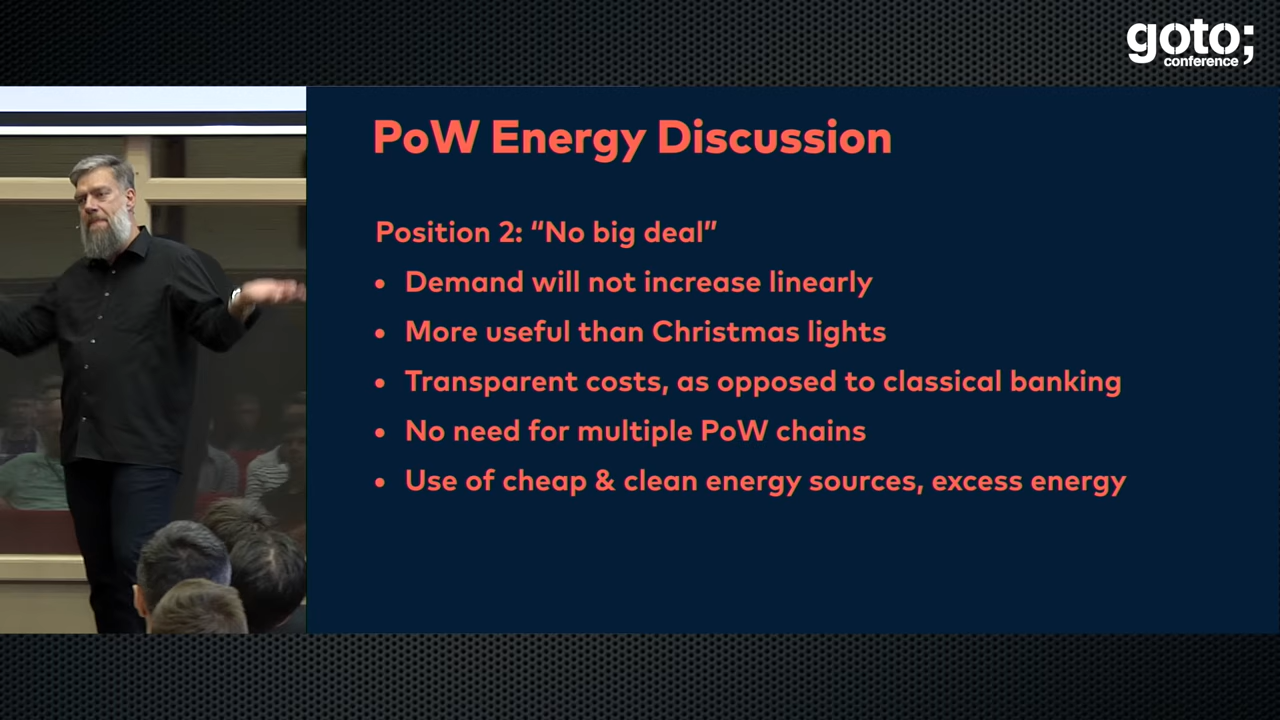 goto;
conference
PoW Energy Discussion
Position 2: “No big deal”
• Demand will not increase linearly
• More useful than Christmas lights
• Transparent costs, as opposed to classical banking
• No need for multiple PoW chains
• Use of cheap & clean energy sources, excess energy